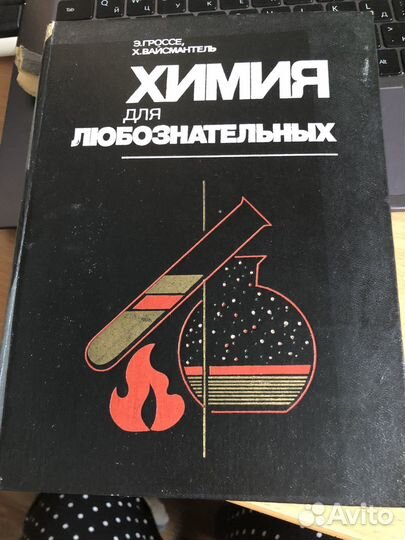 Э. ГРОССЕ,
Х. ВАЙСМАНТЕЛЬ
ХИМИЯ
ДЛЯ
ЛЮБОЗНАТЕЛЬНЫХ
Avito